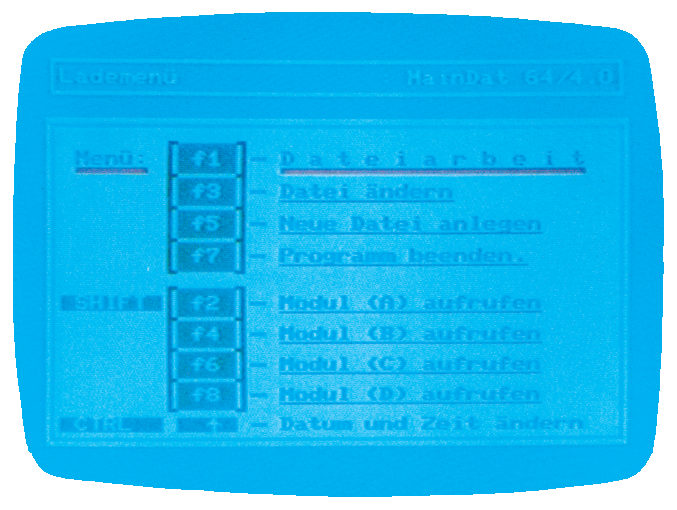 Lademenü MainDat 64/4.0
Menü: f1 – Dateiarbeit
f3 – Datei ändern
f5 – Neue Datei anlegen
f7 – Programm beenden.
SHIFT f2 – Modul (A) aufrufen
f4 – Modul (B) aufrufen
f6 – Modul (C) aufrufen
f8 – Modul (D) aufrufen
CTRL ↑ – Datum und Zeit ändern